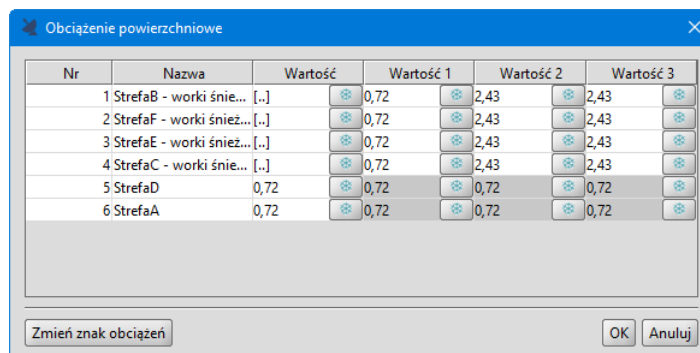 Obciążenie powierzchniowe
Nr Nazwa Wartość Wartość 1 Wartość 2 Wartość 3
1 StrefaB - worki śnie... [..] 0,72 2,43 2,43
2 StrefaF - worki śnież... [..] 0,72 2,43 2,43
3 StrefaE - worki śnież... [..] 0,72 2,43 2,43
4 StrefaC - worki śnie... [..] 0,72 2,43 2,43
5 StrefaD 0,72 0,72 0,72 0,72
6 StrefaA 0,72 0,72 0,72 0,72
Zmień znak obciążeń OK Anuluj